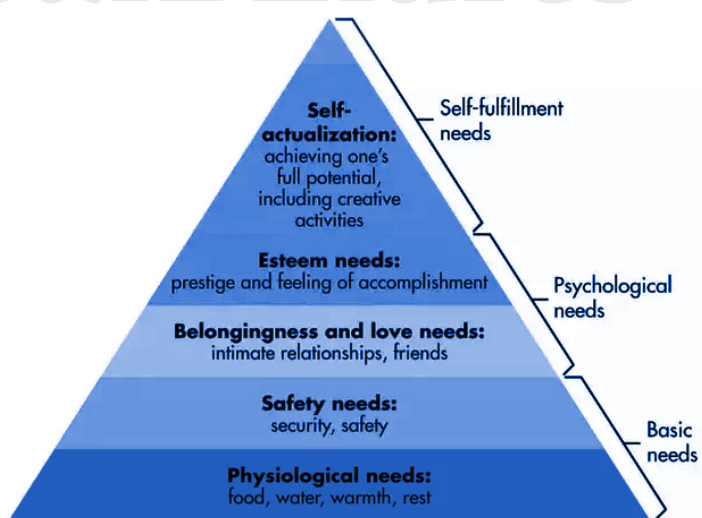 Self-
actualization:
achieving one's
full potential,
including creative
activities
Self-fulfillment
needs
Esteem needs:
prestige and feeling of accomplishment
Psychological
needs
Belongingness and love needs:
intimate relationships, friends
Safety needs:
security, safety
Basic
needs
Physiological needs:
food, water, warmth, rest